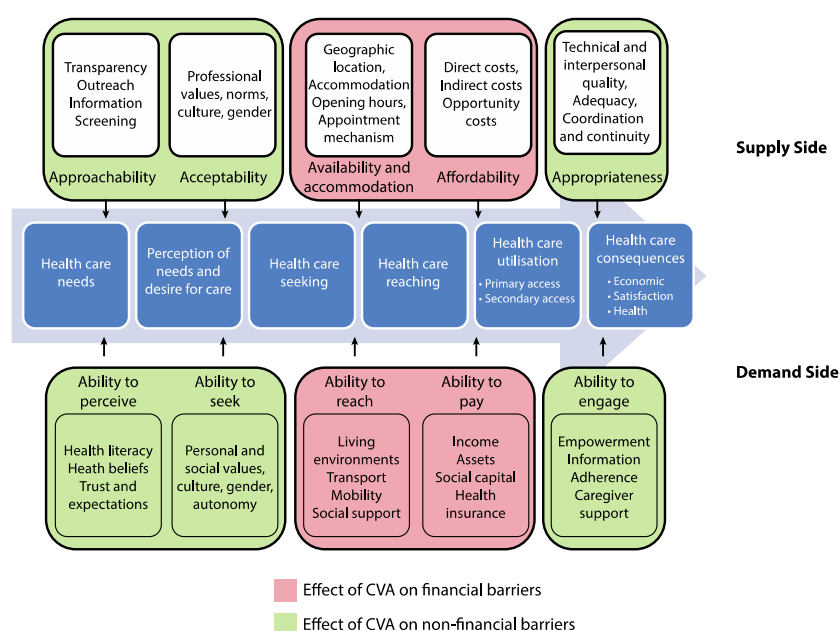 Transparency
Outreach
Information
Screening
Approachability
Professional
values, norms,
culture, gender
Acceptability
Geographic
location,
Accommodation
Opening hours,
Appointment
mechanism
Availability and
accommodation
Direct costs,
Indirect costs
Opportunity
costs
Affordability
Technical and
interpersonal
quality,
Adequacy,
Coordination
and continuity
Appropriateness
Supply Side
Health care
needs
Perception of
needs and
desire for care
Health care
seeking
Health care
reaching
Health care
utilisation
• Primary access
• Secondary access
Health care
consequences
• Economic
• Satisfaction
• Health
Demand Side
Ability to
perceive
Health literacy
Heath beliefs
Trust and
expectations
Ability to
seek
Personal and
social values,
culture, gender,
autonomy
Ability to
reach
Living
environments
Transport
Mobility
Social support
Ability to
pay
Income
Assets
Social capital
Health
insurance
Ability to
engage
Empowerment
Information
Adherence
Caregiver
support
Effect of CVA on financial barriers
Effect of CVA on non-financial barriers